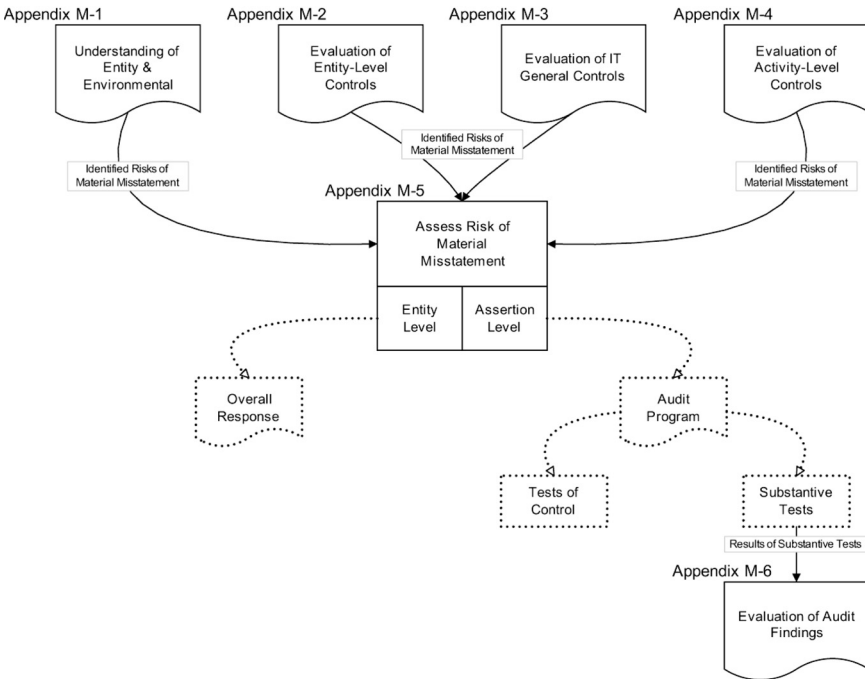 Appendix M-1
Appendix M-2
Appendix M-3
Appendix M-4
Understanding of
Entity &
Environmental
Evaluation of
Entity-Level
Controls
Evaluation of IT
General Controls
Evaluation of
Activity-Level
Controls
Identified Risks of
Material Misstatement
Identified Risks of
Material Misstatement
Identified Risks of
Material Misstatement
Appendix M-5
Assess Risk of
Material
Misstatement
Entity
Level
Assertion
Level
Overall
Response
Audit
Program
Tests of
Control
Substantive
Tests
Results of Substantive Tests
Appendix M-6
Evaluation of Audit
Findings